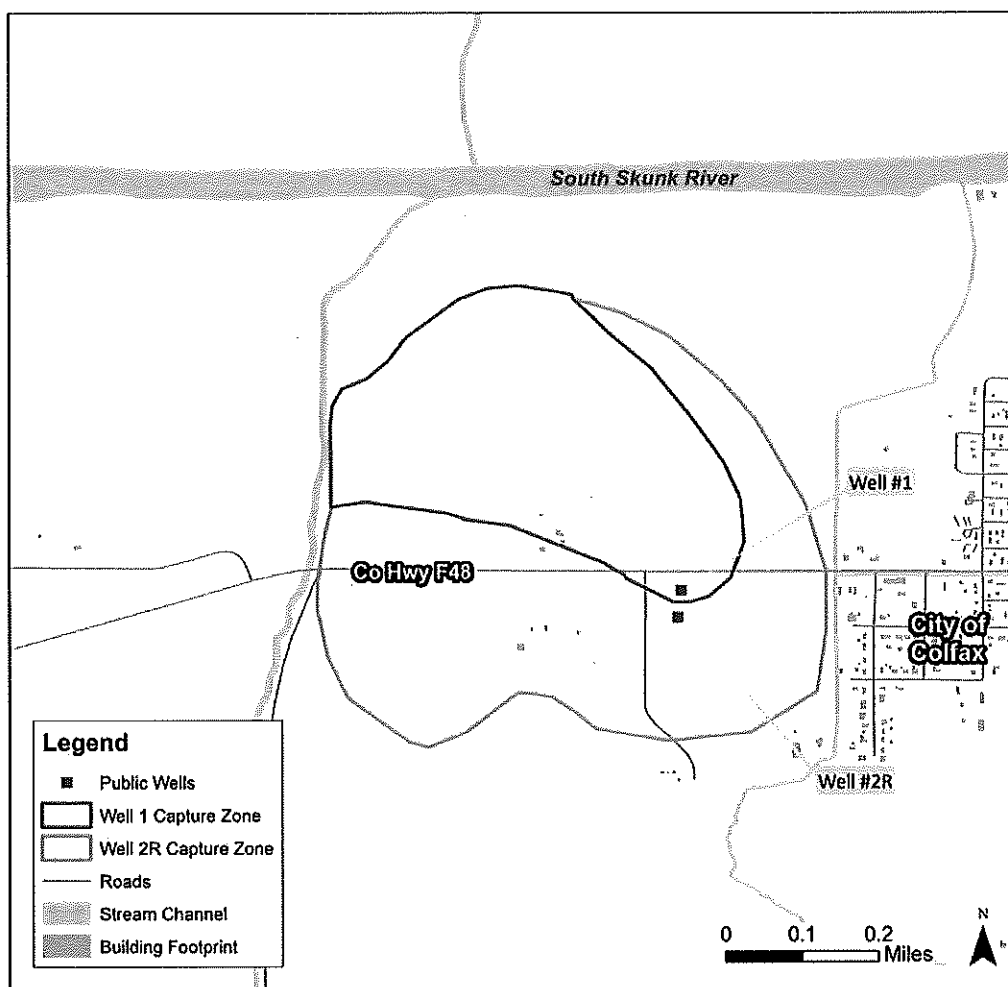 South Skunk River
Well #1
Co Hwy F48
City of
Colfax
Well #2R
Legend
Public Wells
Well 1 Capture Zone
Well 2R Capture Zone
Roads
Stream Channel
Building Footprint
0 0.1 0.2
Miles
N